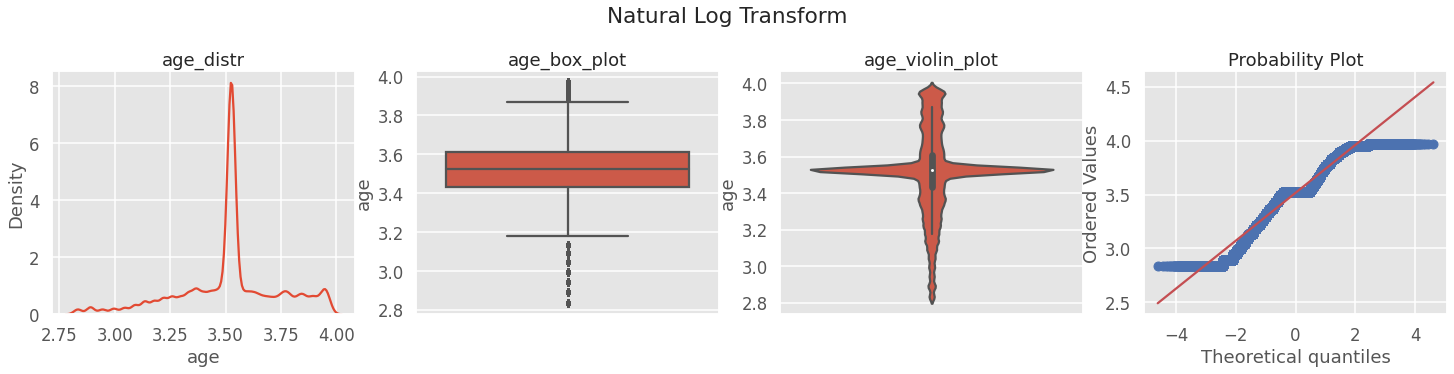 Natural Log Transform
age_distr
Density
8
6
4
2
0
2.75 3.00 3.25 3.50 3.75 4.00
age
age_box_plot
age
4.0
3.8
3.6
3.4
3.2
3.0
2.8
age_violin_plot
age
4.0
3.8
3.6
3.4
3.2
3.0
2.8
Probability Plot
Ordered Values
4.5
4.0
3.5
3.0
2.5
−4 −2 0 2 4
Theoretical quantiles